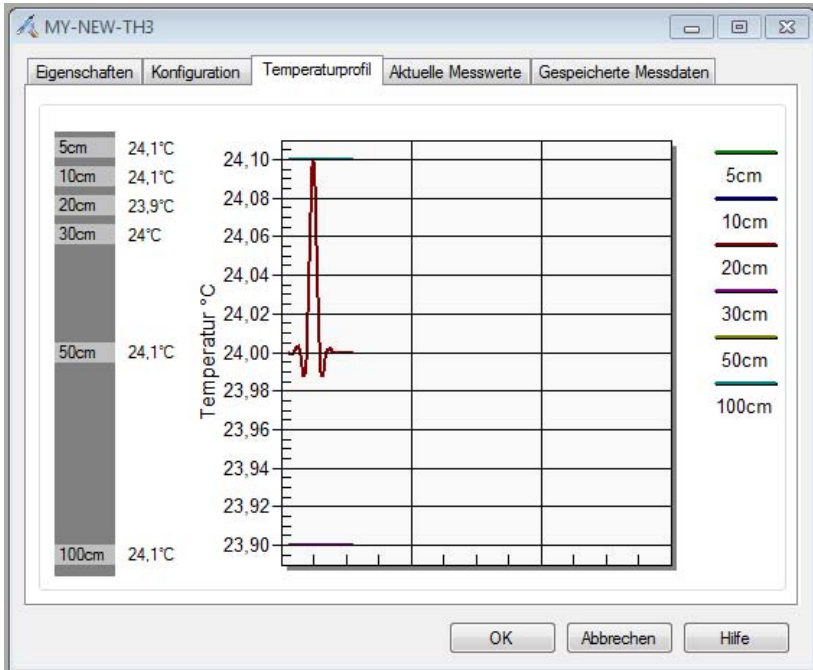 MY-NEW-TH3
Eigenschaften Konfiguration Temperaturprofil Aktuelle Messwerte Gespeicherte Messdaten
5cm 24,1°C
10cm 24,1°C
20cm 23,9°C
30cm 24°C
50cm 24,1°C
100cm 24,1°C
Temperatur °C
24,10
24,08
24,06
24,04
24,02
24,00
23,98
23,96
23,94
23,92
23,90
5cm
10cm
20cm
30cm
50cm
100cm
OK Abbrechen Hilfe